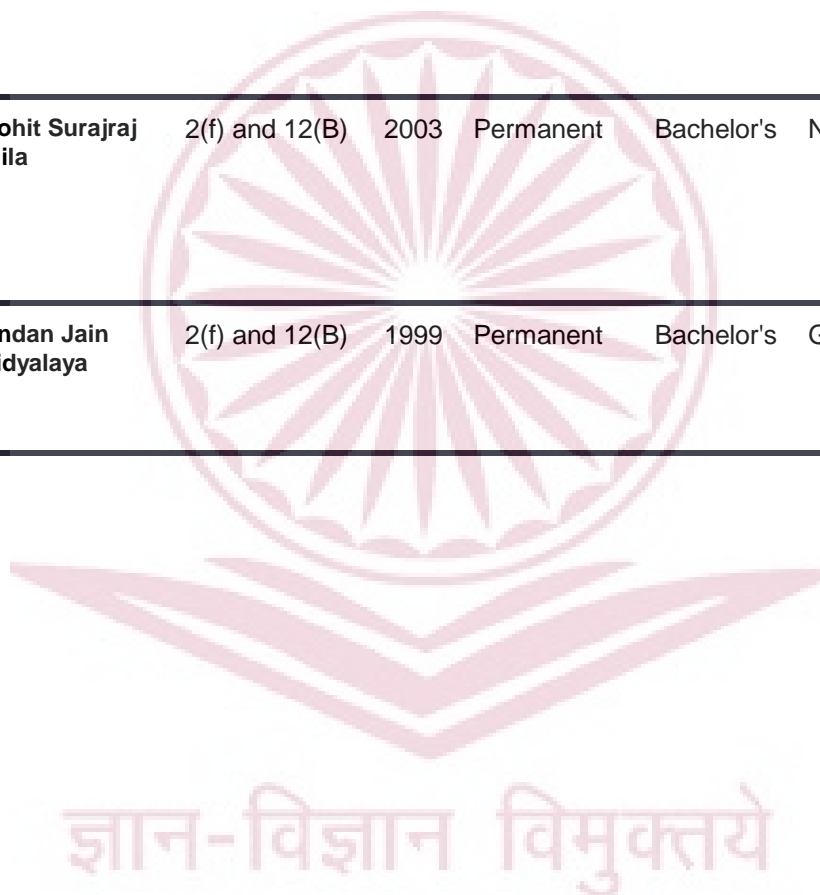 ohit Surajraj 2(f) and 12(B) 2003 Permanent Bachelor's N
ila
ndan Jain 2(f) and 12(B) 1999 Permanent Bachelor's G
idyalaya
ज्ञान-विज्ञान विमुक्तये